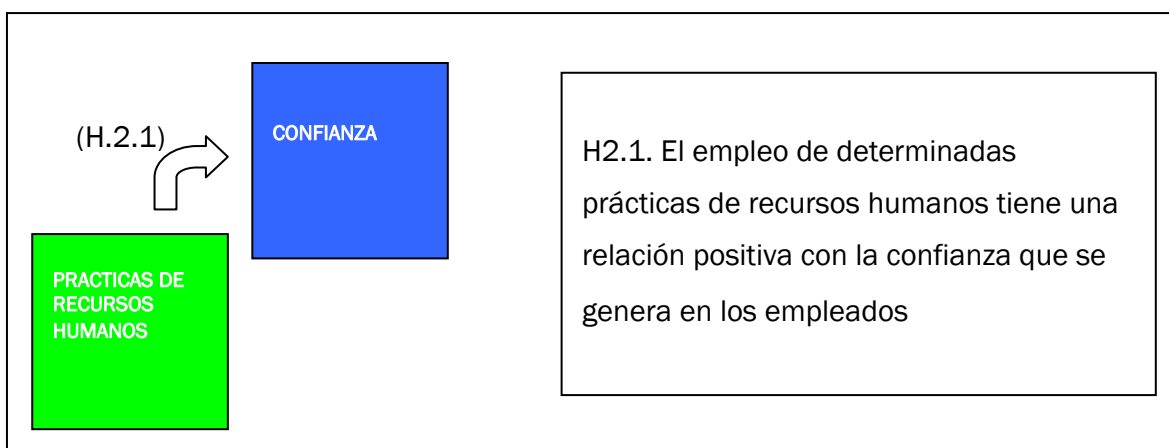 (H.2.1)
CONFIANZA
PRACTICAS DE
RECURSOS
HUMANOS
H2.1. El empleo de determinadas
prácticas de recursos humanos tiene una
relación positiva con la confianza que se
genera en los empleados